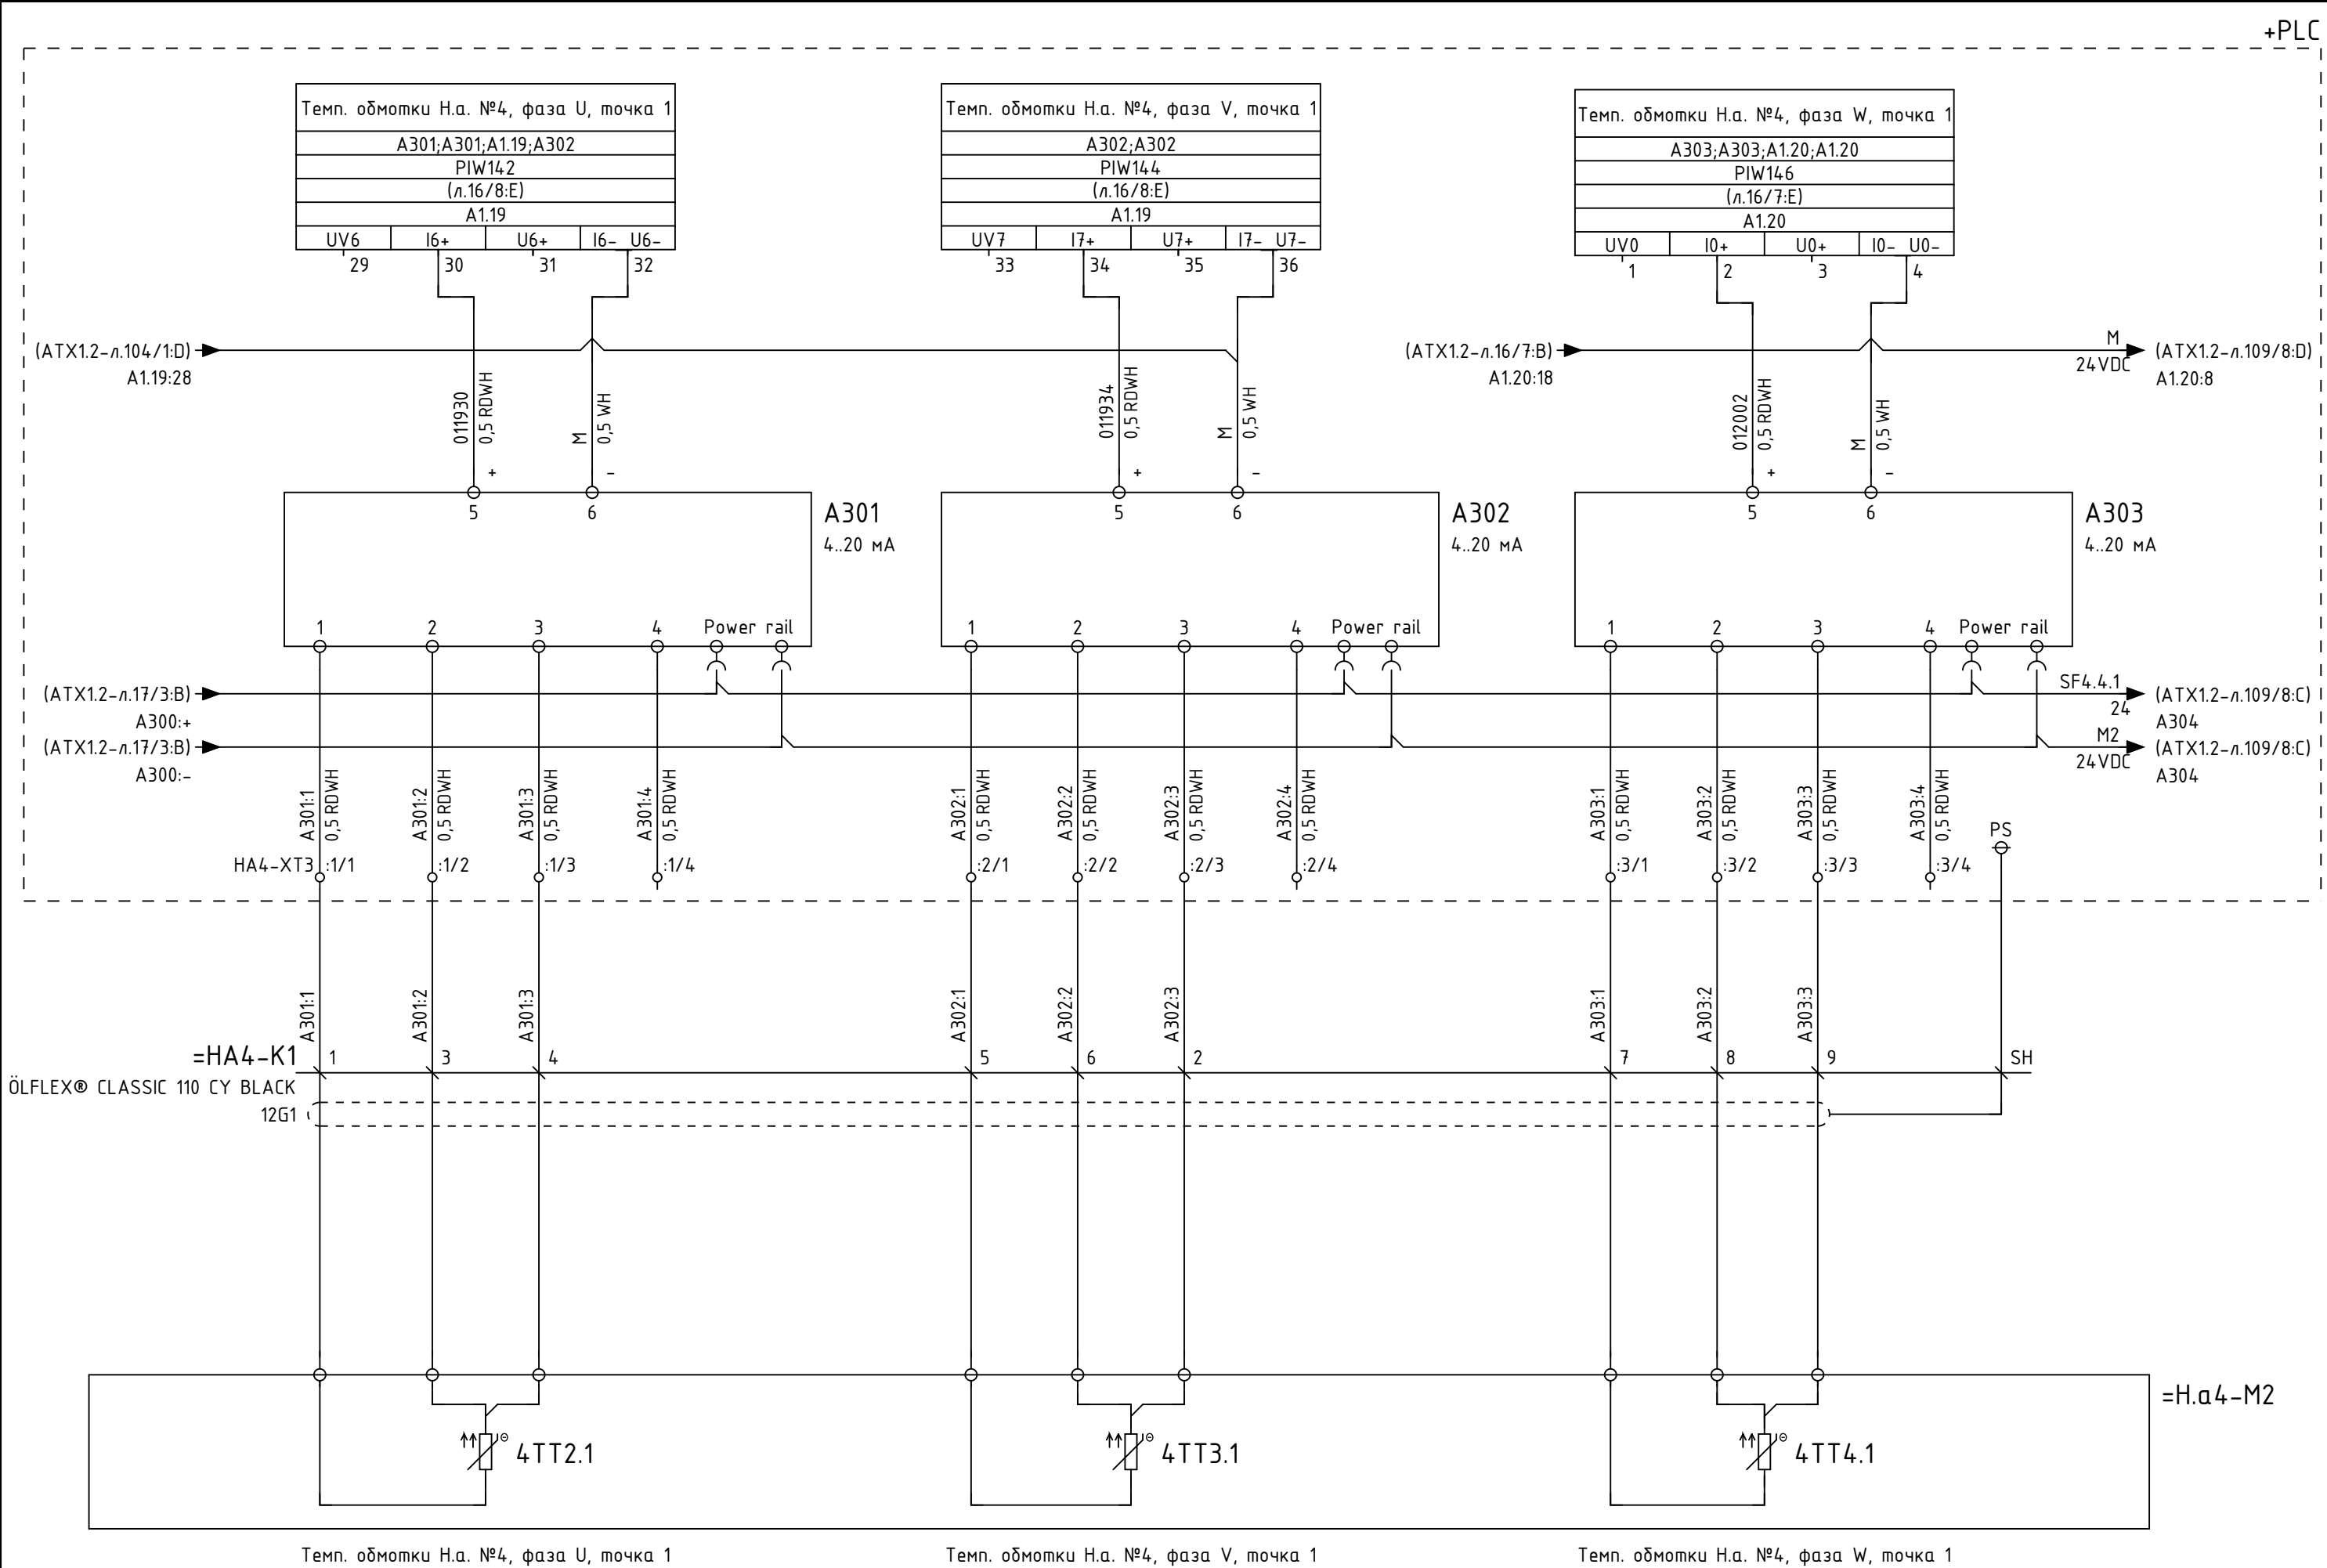 +PLC
Темп. обмотки Н.а. №4, фаза U, точка 1
A301;A301;A1.19;A302
PIW142
(л.16/8:E)
A1.19
UV6 I6+ U6+ I6- U6-
29 30 31 32
Темп. обмотки Н.а. №4, фаза V, точка 1
A302;A302
PIW144
(л.16/8:E)
A1.19
UV7 I7+ U7+ I7- U7-
33 34 35 36
Темп. обмотки Н.а. №4, фаза W, точка 1
A303;A303;A1.20;A1.20
PIW146
(л.16/7:E)
A1.20
UV0 I0+ U0+ I0- U0-
1 2 3 4
(ATX1.2-л.104/1:D)
A1.19:28
(ATX1.2-л.16/7:B)
A1.20:18
M
24VDC
(ATX1.2-л.109/8:D)
A1.20:8
011930
0,5 RDWH
M
0,5 WH
011934
0,5 RDWH
M
0,5 WH
012002
0,5 RDWH
M
0,5 WH
+ - + - + -
5 6
A301
4..20 мА
5 6
A302
4..20 мА
5 6
A303
4..20 мА
1 2 3 4 Power rail
1 2 3 4 Power rail
1 2 3 4 Power rail
(ATX1.2-л.17/3:B)
A300:+
(ATX1.2-л.17/3:B)
A300:-
SF4.4.1
24
(ATX1.2-л.109/8:C)
A304
M2
24VDC
(ATX1.2-л.109/8:C)
A304
A301:1
0,5 RDWH
A301:2
0,5 RDWH
A301:3
0,5 RDWH
A301:4
0,5 RDWH
A302:1
0,5 RDWH
A302:2
0,5 RDWH
A302:3
0,5 RDWH
A302:4
0,5 RDWH
A303:1
0,5 RDWH
A303:2
0,5 RDWH
A303:3
0,5 RDWH
A303:4
0,5 RDWH
PS
HA4-XT3 :1/1 :1/2 :1/3 :1/4 :2/1 :2/2 :2/3 :2/4 :3/1 :3/2 :3/3 :3/4
A301:1
A301:2
A301:3
A302:1
A302:2
A302:3
A303:1
A303:2
A303:3
=HA4-K1 1 3 4 5 6 2 7 8 9 SH
ÖLFLEX® CLASSIC 110 CY BLACK
12G1
=H.a4-M2
4TT2.1
4TT3.1
4TT4.1
Темп. обмотки Н.а. №4, фаза U, точка 1
Темп. обмотки Н.а. №4, фаза V, точка 1
Темп. обмотки Н.а. №4, фаза W, точка 1